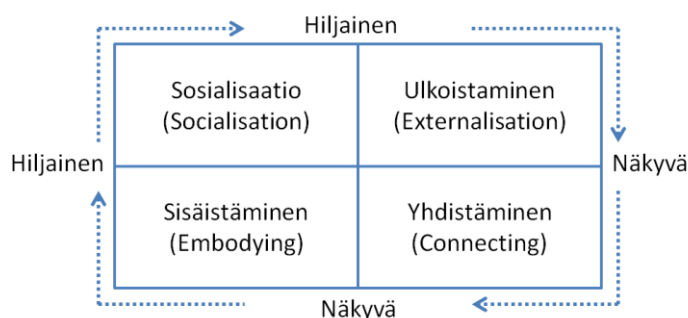 Hiljainen
Sosialisaatio
(Socialisation)
Ulkoistaminen
(Externalisation)
Hiljainen
Näkyvä
Sisäistäminen
(Embodying)
Yhdistäminen
(Connecting)
Näkyvä